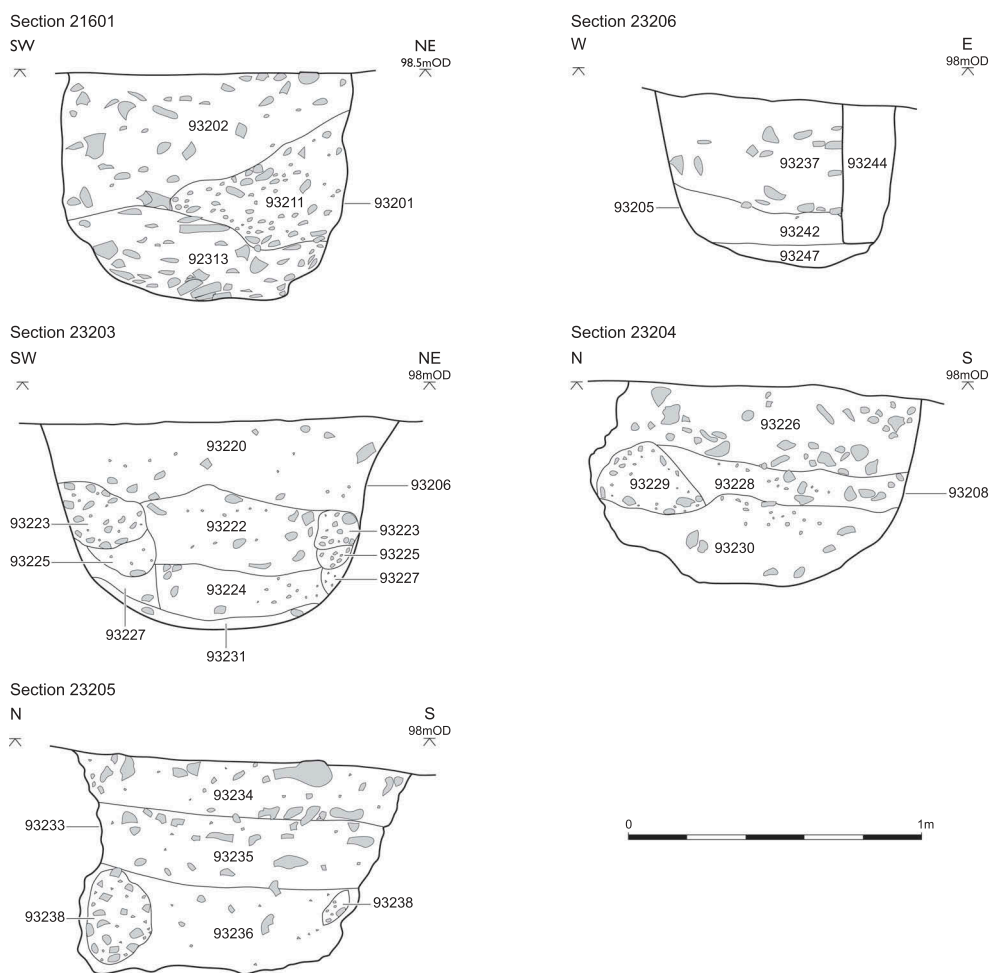 Section 21601
SW
NE
98.5mOD
93202
93211
93201
92313
Section 23206
W
E
98mOD
93237
93244
93205
93242
93247
Section 23203
SW
NE
98mOD
93220
93206
93223
93222
93223
93225
93225
93224
93227
93227
93231
Section 23204
N
S
98mOD
93226
93229
93228
93208
93230
Section 23205
N
S
98mOD
93234
93233
93235
93238
93238
93236
0
1m